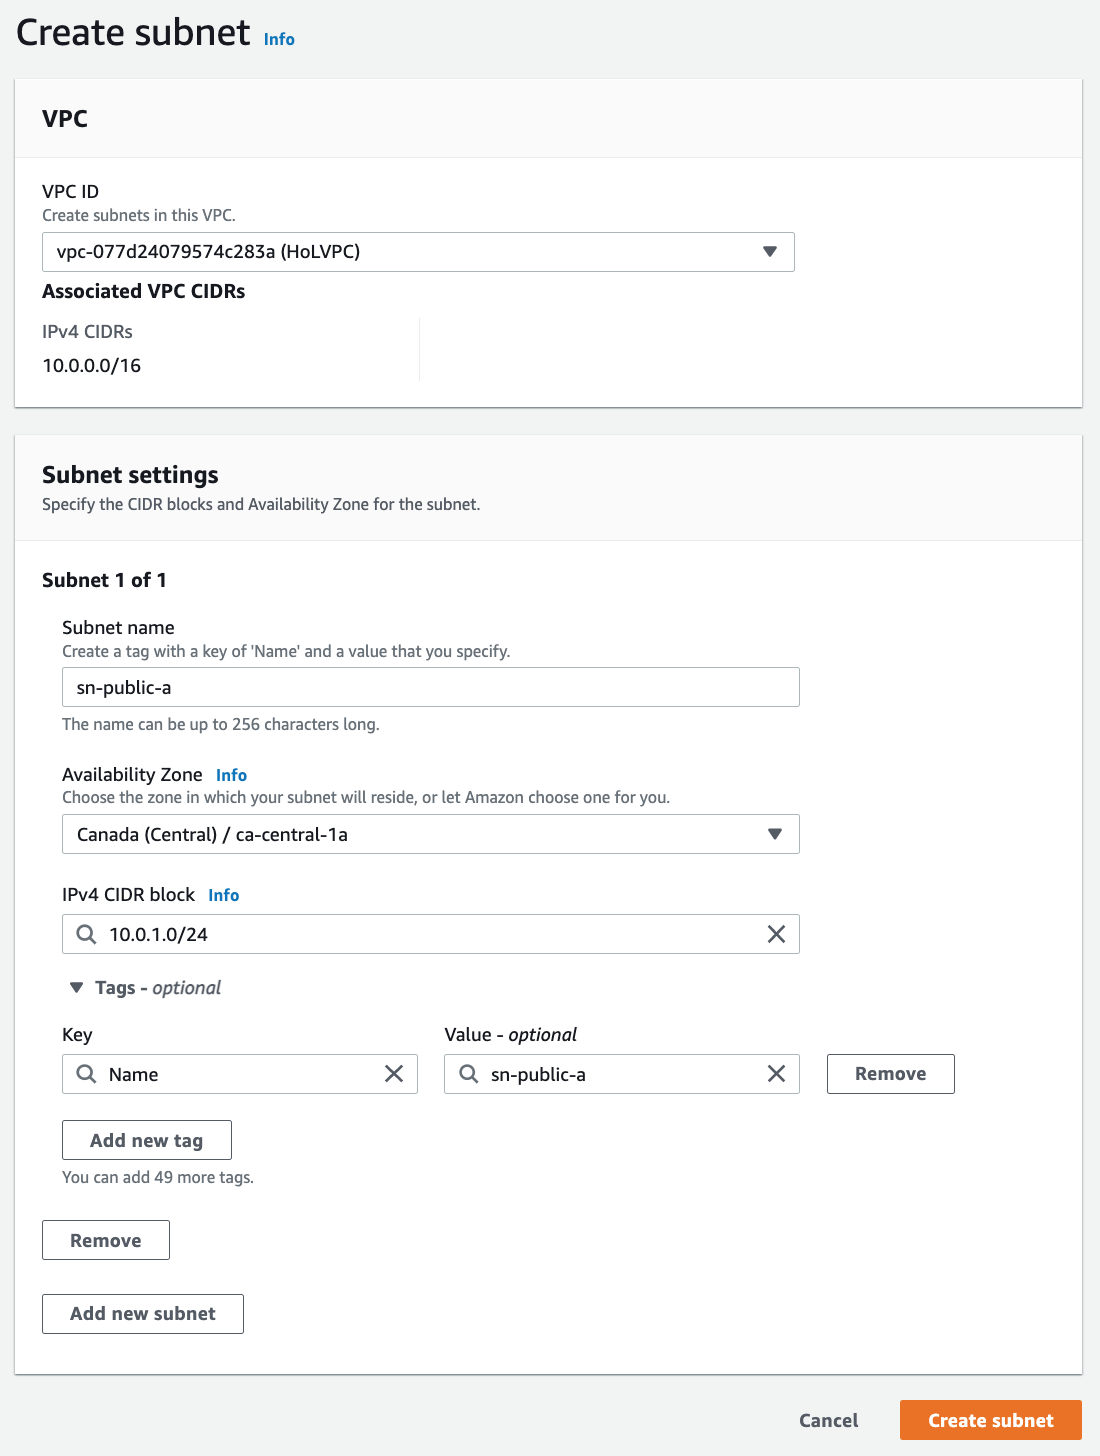 Create subnet Info
VPC
VPC ID
Create subnets in this VPC.
vpc-077d24079574c283a (HoLVPC)
Associated VPC CIDRs
IPv4 CIDRs
10.0.0.0/16
Subnet settings
Specify the CIDR blocks and Availability Zone for the subnet.
Subnet 1 of 1
Subnet name
Create a tag with a key of 'Name' and a value that you specify.
sn-public-a
The name can be up to 256 characters long.
Availability Zone Info
Choose the zone in which your subnet will reside, or let Amazon choose one for you.
Canada (Central) / ca-central-1a
IPv4 CIDR block Info
10.0.1.0/24
Tags - optional
Key Value - optional
Name sn-public-a Remove
Add new tag
You can add 49 more tags.
Remove
Add new subnet
Cancel Create subnet